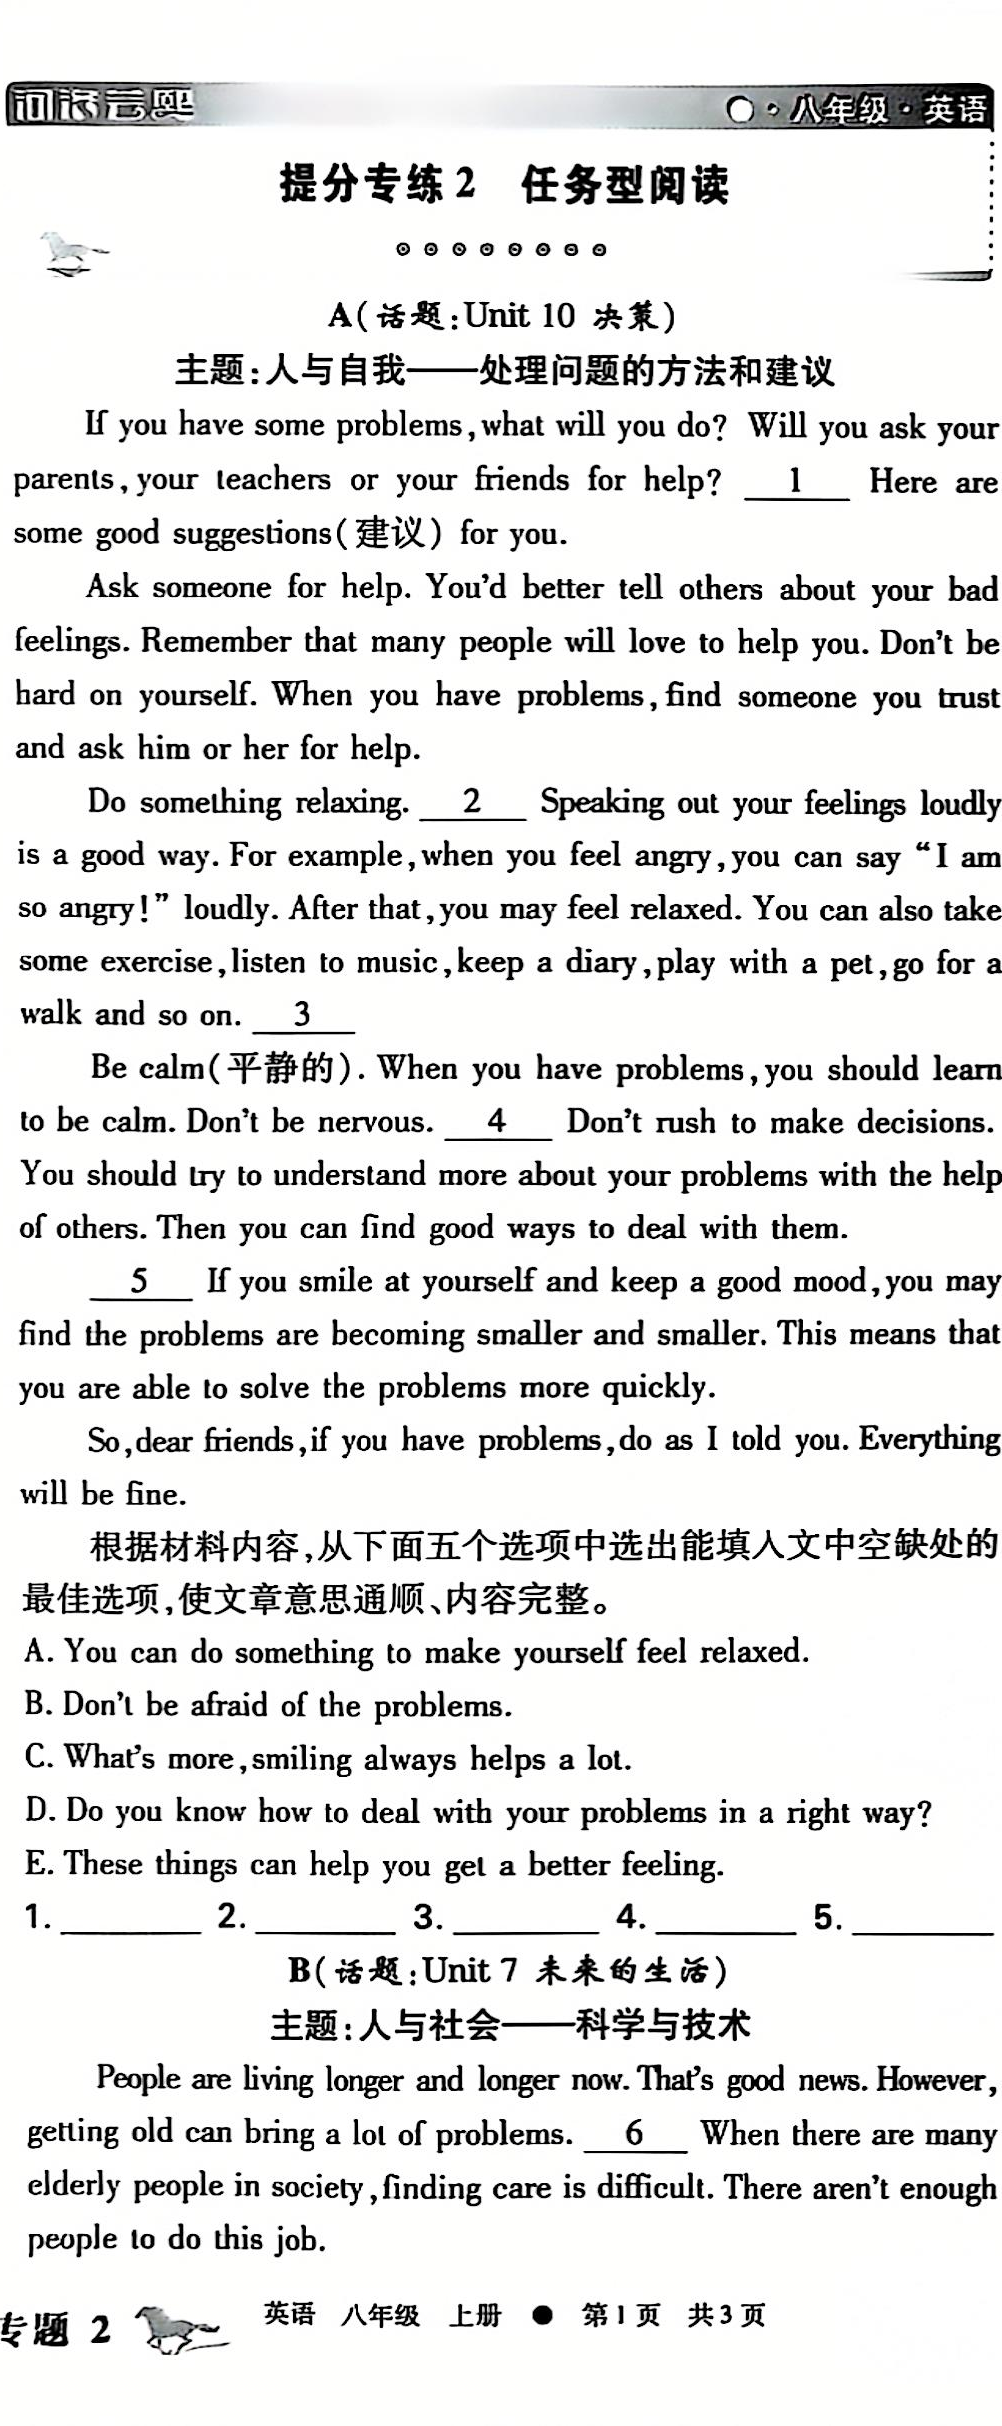 ○·八年级·英语
提分专练2 任务型阅读
A(话题:Unit 10 决策)
主题:人与自我——处理问题的方法和建议
If you have some problems,what will you do? Will you ask your
parents,your teachers or your friends for help? 1 Here are
some good suggestions(建议) for you.
Ask someone for help. You'd better tell others about your bad
feelings. Remember that many people will love to help you. Don't be
hard on yourself. When you have problems,find someone you trust
and ask him or her for help.
Do something relaxing. 2 Speaking out your feelings loudly
is a good way. For example,when you feel angry,you can say “I am
so angry!” loudly. After that,you may feel relaxed. You can also take
some exercise,listen to music,keep a diary,play with a pet,go for a
walk and so on. 3
Be calm(平静的). When you have problems,you should learn
to be calm. Don't be nervous. 4 Don't rush to make decisions.
You should try to understand more about your problems with the help
of others. Then you can find good ways to deal with them.
5 If you smile at yourself and keep a good mood,you may
find the problems are becoming smaller and smaller. This means that
you are able to solve the problems more quickly.
So,dear friends,if you have problems,do as I told you. Everything
will be fine.
根据材料内容,从下面五个选项中选出能填入文中空缺处的
最佳选项,使文章意思通顺、内容完整。
A. You can do something to make yourself feel relaxed.
B. Don't be afraid of the problems.
C. What's more,smiling always helps a lot.
D. Do you know how to deal with your problems in a right way?
E. These things can help you get a better feeling.
1. ______ 2. ______ 3. ______ 4. ______ 5. ______
B(话题:Unit 7 未来的生活)
主题:人与社会——科学与技术
People are living longer and longer now. That's good news. However,
getting old can bring a lot of problems. 6 When there are many
elderly people in society,finding care is difficult. There aren't enough
people to do this job.
专题 2 英语 八年级 上册 ● 第1页 共3页